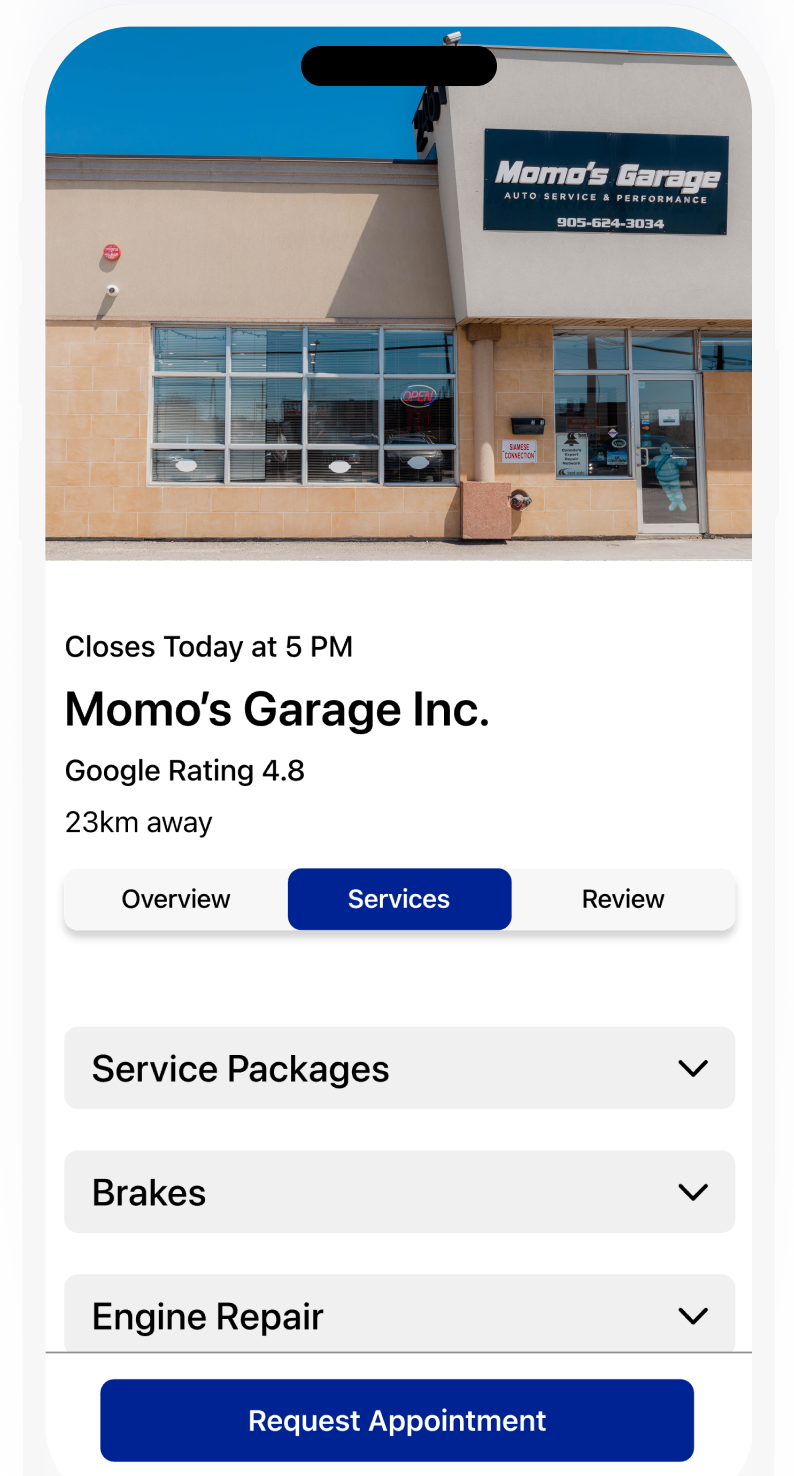 Momo's Garage
AUTO SERVICE & PERFORMANCE
905-624-3034
OPEN
SIAMESE
CONNECTION
Closes Today at 5 PM
Momo's Garage Inc.
Google Rating 4.8
23km away
Overview
Services
Review
Service Packages
Brakes
Engine Repair
Request Appointment